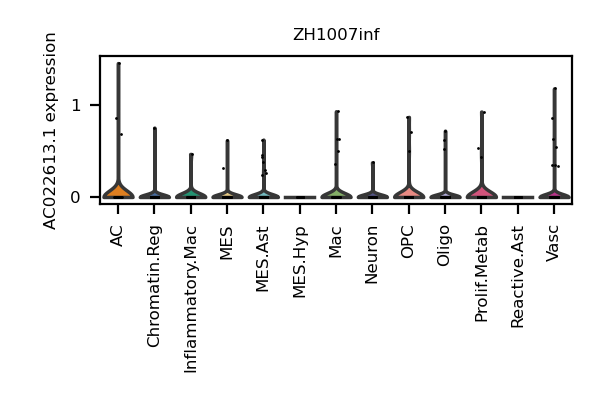 ZH1007inf
AC022613.1 expression
1
0
AC
Chromatin.Reg
Inflammatory.Mac
MES
MES.Ast
MES.Hyp
Mac
Neuron
OPC
Oligo
Prolif.Metab
Reactive.Ast
Vasc